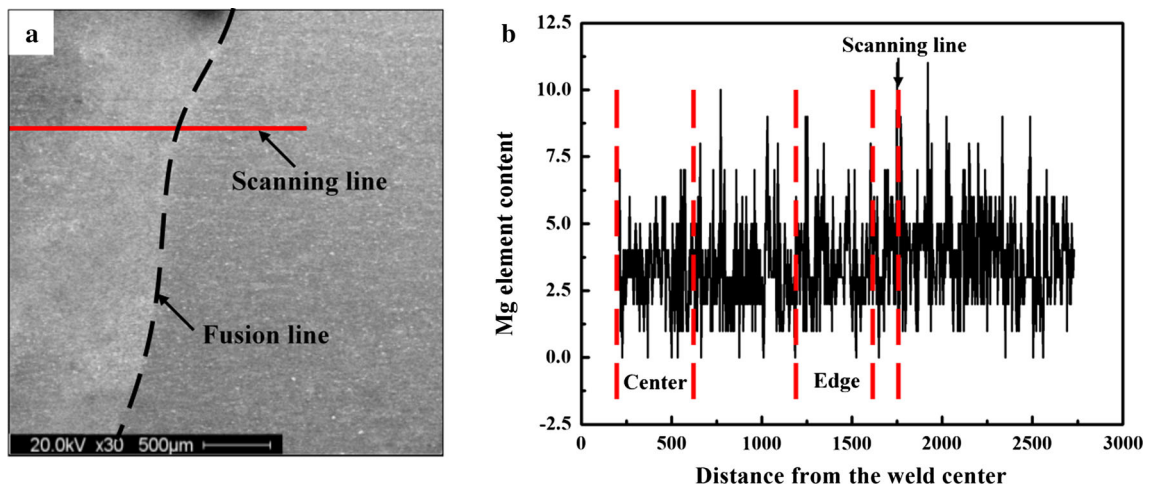 a
Scanning line
Fusion line
20.0kV x30 500μm
b
12.5
10.0
7.5
5.0
2.5
0.0
-2.5
Mg element content
Scanning line
Center
Edge
0
500
1000
1500
2000
2500
3000
Distance from the weld center